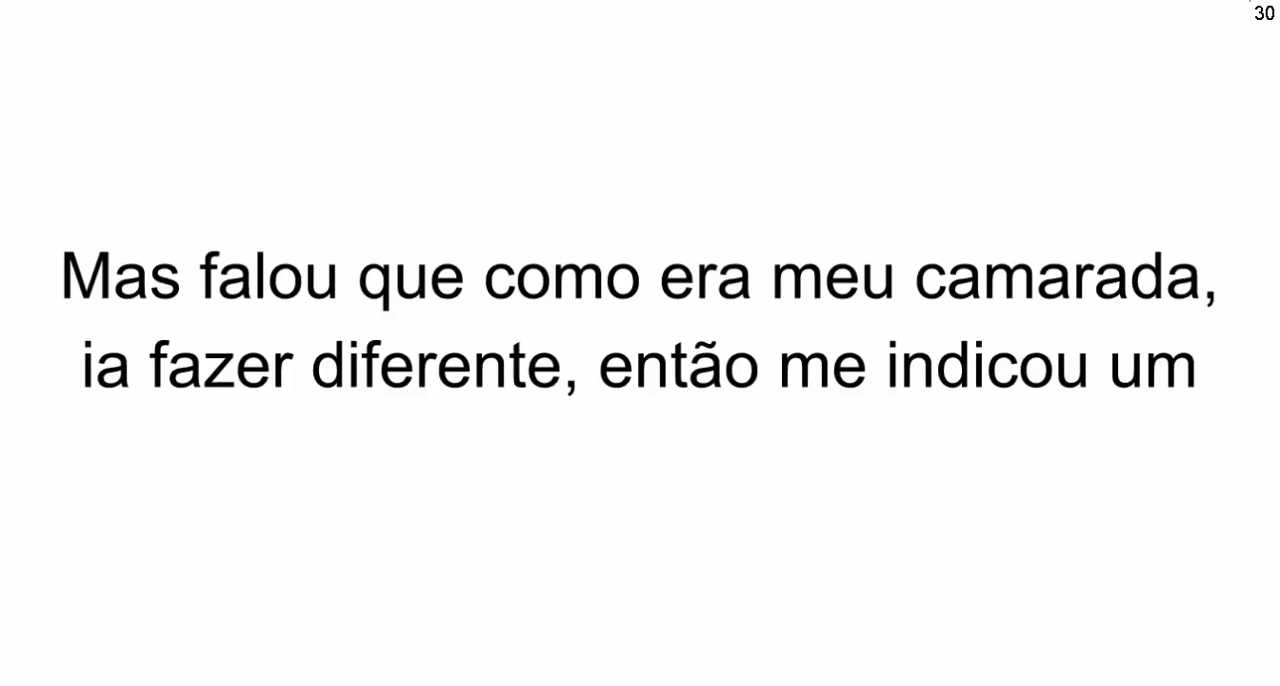 30
Mas falou que como era meu camarada,
ia fazer diferente, então me indicou um